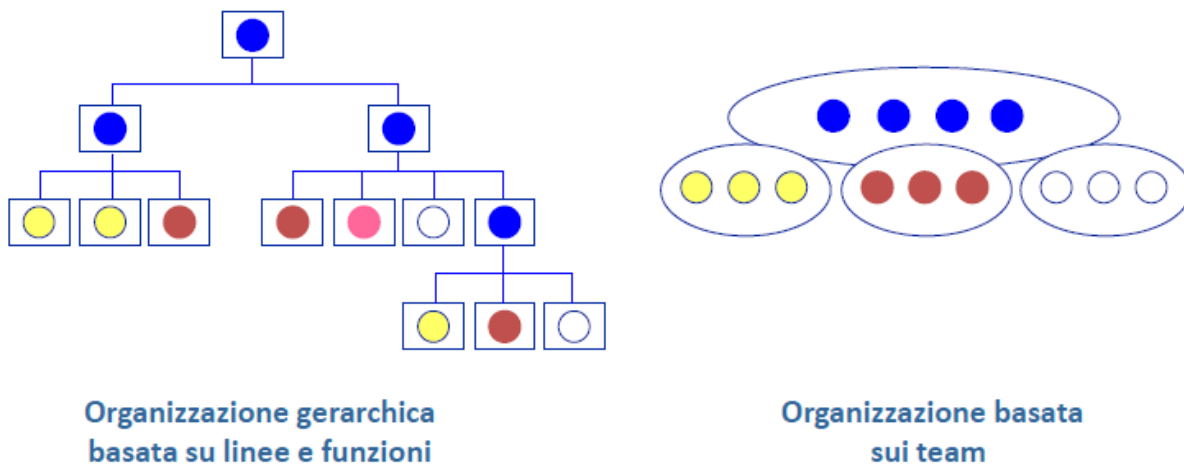 Organizzazione gerarchica
basata su linee e funzioni
Organizzazione basata
sui team